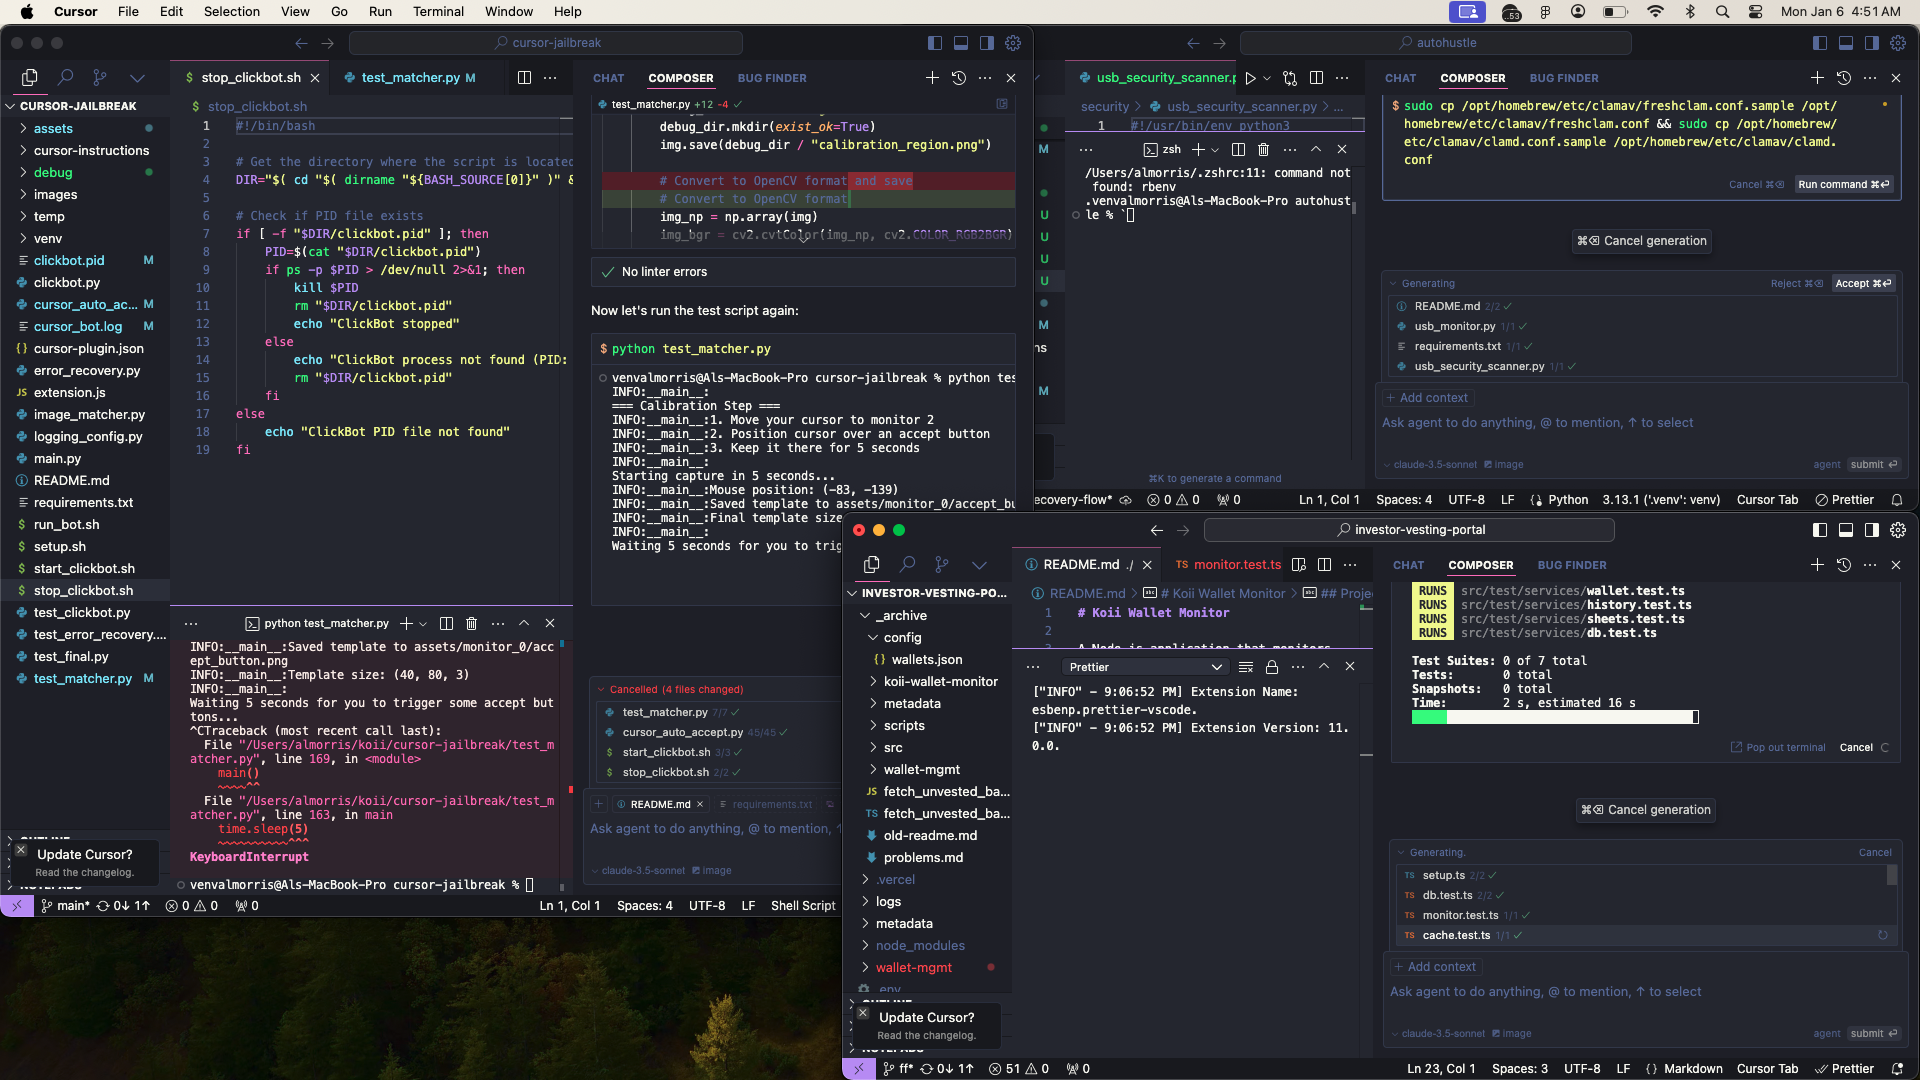 Cursor File Edit Selection View Go Run Terminal Window Help
.53
Mon Jan 6 4:51 AM
cursor-jailbreak
CURSOR-JAILBREAK
assets
cursor-instructions
debug
images
temp
venv
clickbot.pid M
clickbot.py
cursor_auto_ac... M
cursor_bot.log M
cursor-plugin.json
error_recovery.py
extension.js
image_matcher.py
logging_config.py
main.py
README.md
requirements.txt
run_bot.sh
setup.sh
start_clickbot.sh
stop_clickbot.sh
test_clickbot.py
test_error_recovery....
test_final.py
test_matcher.py M
Update Cursor?
Read the changelog.
stop_clickbot.sh
test_matcher.py M
stop_clickbot.sh
1 #!/bin/bash
2
3 # Get the directory where the script is located
4 DIR="$( cd "$( dirname "${BASH_SOURCE[0]}" )" &
5
6 # Check if PID file exists
7 if [ -f "$DIR/clickbot.pid" ]; then
8 PID=$(cat "$DIR/clickbot.pid")
9 if ps -p $PID > /dev/null 2>&1; then
10 kill $PID
11 rm "$DIR/clickbot.pid"
12 echo "ClickBot stopped"
13 else
14 echo "ClickBot process not found (PID:
15 rm "$DIR/clickbot.pid"
16 fi
17 else
18 echo "ClickBot PID file not found"
19 fi
python test_matcher.py
INFO:__main__:Saved template to assets/monitor_0/acc
ept_button.png
INFO:__main__:Template size: (40, 80, 3)
INFO:__main__:
Waiting 5 seconds for you to trigger some accept but
tons...
^CTraceback (most recent call last):
File "/Users/almorris/koii/cursor-jailbreak/test_m
atcher.py", line 169, in <module>
main()
~~~~^^
File "/Users/almorris/koii/cursor-jailbreak/test_m
atcher.py", line 163, in main
time.sleep(5)
~~~~~~~~~~^^^
KeyboardInterrupt
venvalmorris@Als-MacBook-Pro cursor-jailbreak %
CHAT COMPOSER BUG FINDER
test_matcher.py +12 -4
debug_dir.mkdir(exist_ok=True)
img.save(debug_dir / "calibration_region.png")
# Convert to OpenCV format and save
# Convert to OpenCV format
img_np = np.array(img)
img_bgr = cv2.cvtColor(img_np, cv2.COLOR_RGB2BGR)
No linter errors
Now let's run the test script again:
$ python test_matcher.py
venvalmorris@Als-MacBook-Pro cursor-jailbreak % python tes
INFO:__main__:
=== Calibration Step ===
INFO:__main__:1. Move your cursor to monitor 2
INFO:__main__:2. Position cursor over an accept button
INFO:__main__:3. Keep it there for 5 seconds
INFO:__main__:
Starting capture in 5 seconds...
INFO:__main__:Mouse position: (-83, -139)
INFO:__main__:Saved template to assets/monitor_0/accept_bu
INFO:__main__:Final template size
INFO:__main__:
Waiting 5 seconds for you to trig
Cancelled (4 files changed)
test_matcher.py 7/7
cursor_auto_accept.py 45/45
start_clickbot.sh 3/3
stop_clickbot.sh 2/2
README.md
requirements.txt
Ask agent to do anything, @ to mention,
claude-3.5-sonnet image
main* 0↓ 1↑ 0 0 0
Ln 1, Col 1 Spaces: 4 UTF-8 LF Shell Script
autohustle
usb_security_scanner.p
security > usb_security_scanner.py > ...
1 #!/usr/bin/env python3
M
U
U
U
U
M
ns
M
zsh
/Users/almorris/.zshrc:11: command not
found: rbenv
.venvalmorris@Als-MacBook-Pro autohust
le % `
⌘K to generate a command
CHAT COMPOSER BUG FINDER
$ sudo cp /opt/homebrew/etc/clamav/freshclam.conf.sample /opt/
homebrew/etc/clamav/freshclam.conf && sudo cp /opt/homebrew/
etc/clamav/clamd.conf.sample /opt/homebrew/etc/clamav/clamd.
conf
Cancel ⌘⌫ Run command ⌘↵
⌘⌫ Cancel generation
Generating Reject ⌘⌫ Accept ⌘↵
README.md 2/2
usb_monitor.py 1/1
requirements.txt 1/1
usb_security_scanner.py 1/1
+ Add context
Ask agent to do anything, @ to mention, ↑ to select
claude-3.5-sonnet image
agent submit
ecovery-flow* 0 0 0
Ln 1, Col 1 Spaces: 4 UTF-8 LF Python 3.13.1 ('.venv': venv) Cursor Tab Prettier
investor-vesting-portal
INVESTOR-VESTING-PO...
_archive
config
wallets.json
koii-wallet-monitor
metadata
scripts
src
wallet-mgmt
fetch_unvested_ba...
fetch_unvested_ba...
old-readme.md
problems.md
.vercel
logs
metadata
node_modules
wallet-mgmt
.env
Update Cursor?
Read the changelog.
README.md ./
monitor.test.ts
README.md > # Koii Wallet Monitor > ## Proje
1 # Koii Wallet Monitor
2
3 A Node.js application that monitors
Prettier
["INFO" - 9:06:52 PM] Extension Name:
esbenp.prettier-vscode.
["INFO" - 9:06:52 PM] Extension Version: 11.
0.0.
CHAT COMPOSER BUG FINDER
RUNS src/test/services/wallet.test.ts
RUNS src/test/services/history.test.ts
RUNS src/test/services/sheets.test.ts
RUNS src/test/services/db.test.ts
Test Suites: 0 of 7 total
Tests: 0 total
Snapshots: 0 total
Time: 2 s, estimated 16 s
Pop out terminal Cancel
⌘⌫ Cancel generation
Generating. Cancel
setup.ts 2/2
db.test.ts 2/2
monitor.test.ts 1/1
cache.test.ts 1/1
+ Add context
Ask agent to do anything, @ to mention, ↑ to select
claude-3.5-sonnet image
agent submit
ff* 0↓ 1↑ 51 0 0
Ln 23, Col 1 Spaces: 3 UTF-8 LF Markdown Cursor Tab Prettier